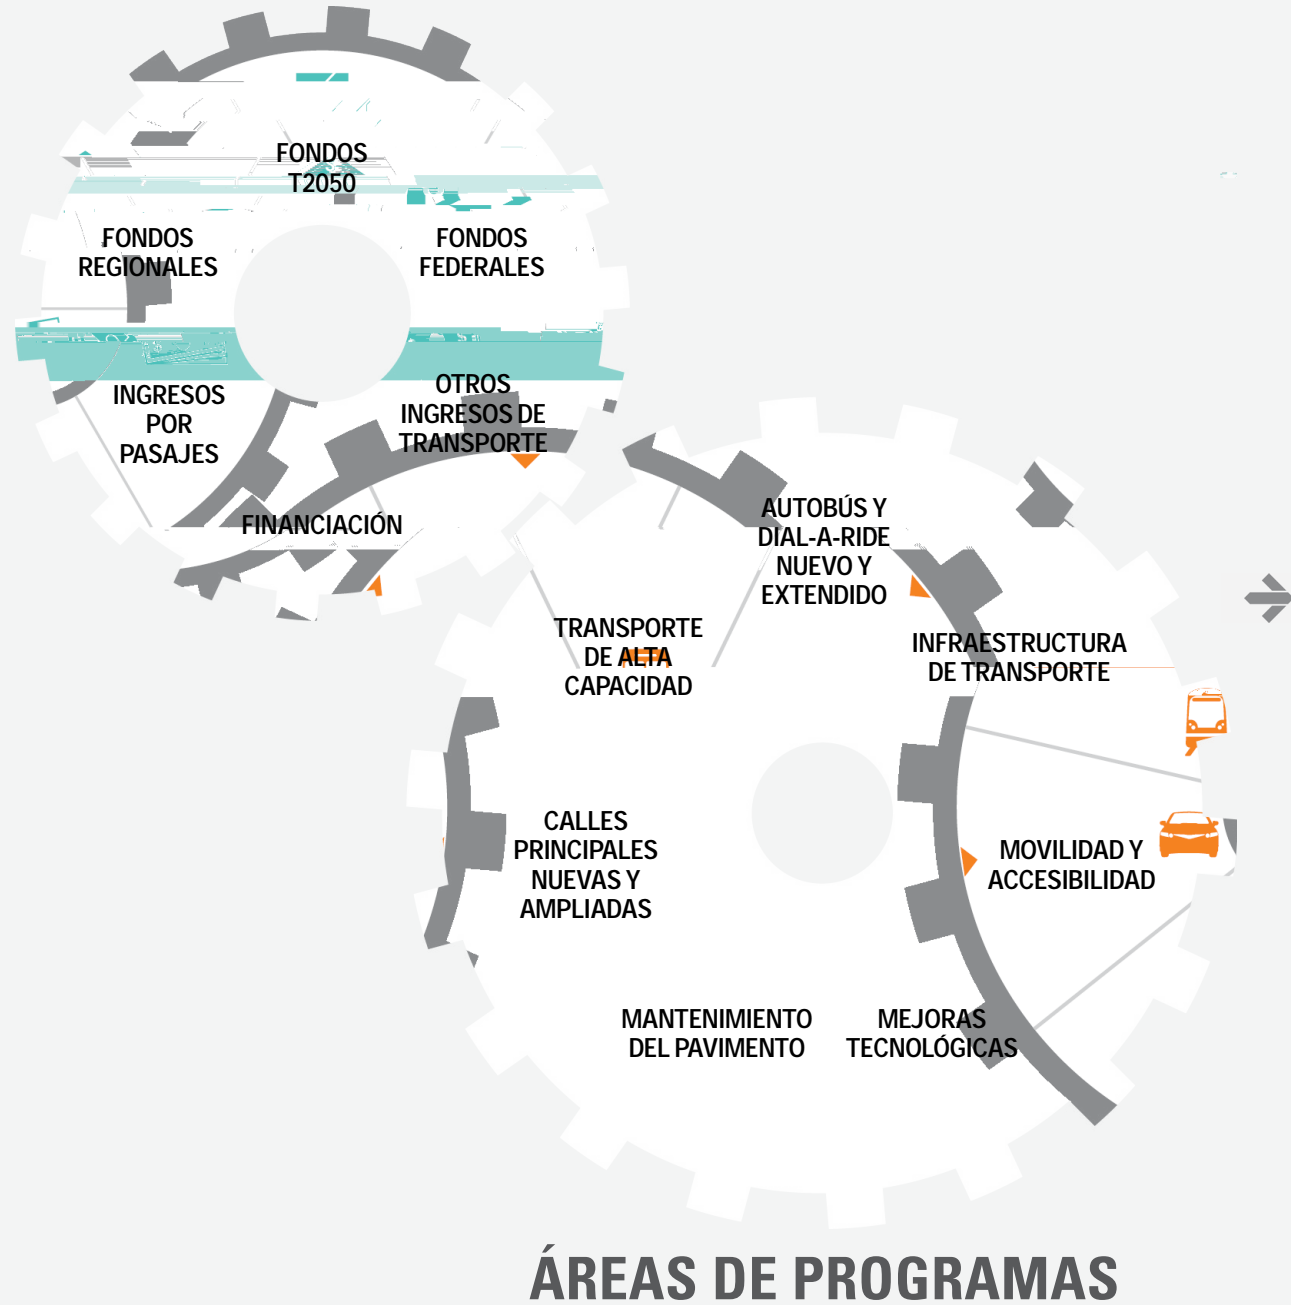 FONDOS
T2050
FONDOS
REGIONALES
FONDOS
FEDERALES
INGRESOS
POR
PASAJES
OTROS
INGRESOS DE
TRANSPORTE
FINANCIACIÓN
AUTOBÚS Y
DIAL-A-RIDE
NUEVO Y
EXTENDIDO
TRANSPORTE
DE ALTA
CAPACIDAD
INFRAESTRUCTURA
DE TRANSPORTE
CALLES
PRINCIPALES
NUEVAS Y
AMPLIADAS
MOVILIDAD Y
ACCESIBILIDAD
MANTENIMIENTO
DEL PAVIMENTO
MEJORAS
TECNOLÓGICAS
ÁREAS DE PROGRAMAS